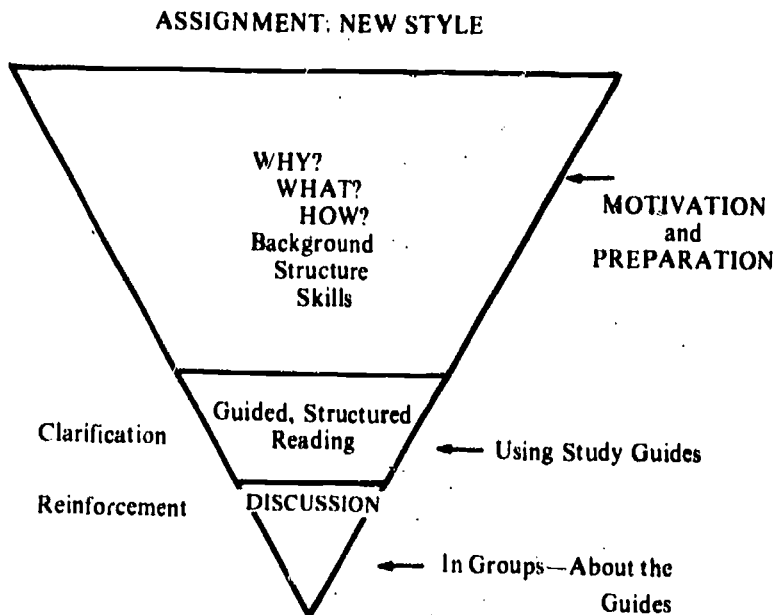 ASSIGNMENT: NEW STYLE
WHY?
WHAT?
HOW?
Background
Structure
Skills
MOTIVATION
and
PREPARATION
Guided, Structured
Reading
Clarification
Using Study Guides
Reinforcement
DISCUSSION
In Groups—About the
Guides